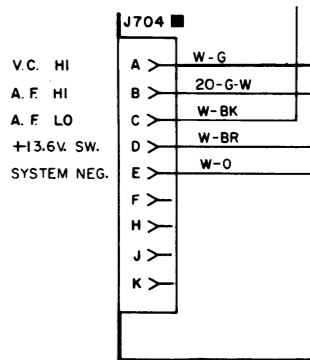 J704
V.C. HI A W-G
A.F. HI B 20-G-W
A.F. LO C W-BK
+13.6V. SW. D W-BR
SYSTEM NEG. E W-O
F
H
J
K